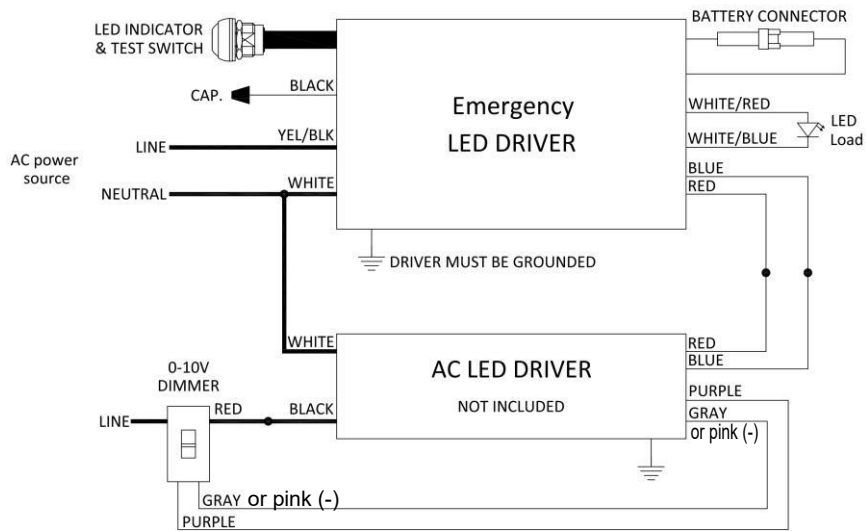 LED INDICATOR
& TEST SWITCH
BATTERY CONNECTOR
CAP.
BLACK
Emergency
LED DRIVER
WHITE/RED
LED
Load
WHITE/BLUE
AC power
source
LINE
YEL/BLK
NEUTRAL
WHITE
BLUE
RED
DRIVER MUST BE GROUNDED
WHITE
AC LED DRIVER
NOT INCLUDED
RED
BLUE
0-10V
DIMMER
LINE
RED
BLACK
PURPLE
GRAY
or pink (-)
GRAY or pink (-)
PURPLE